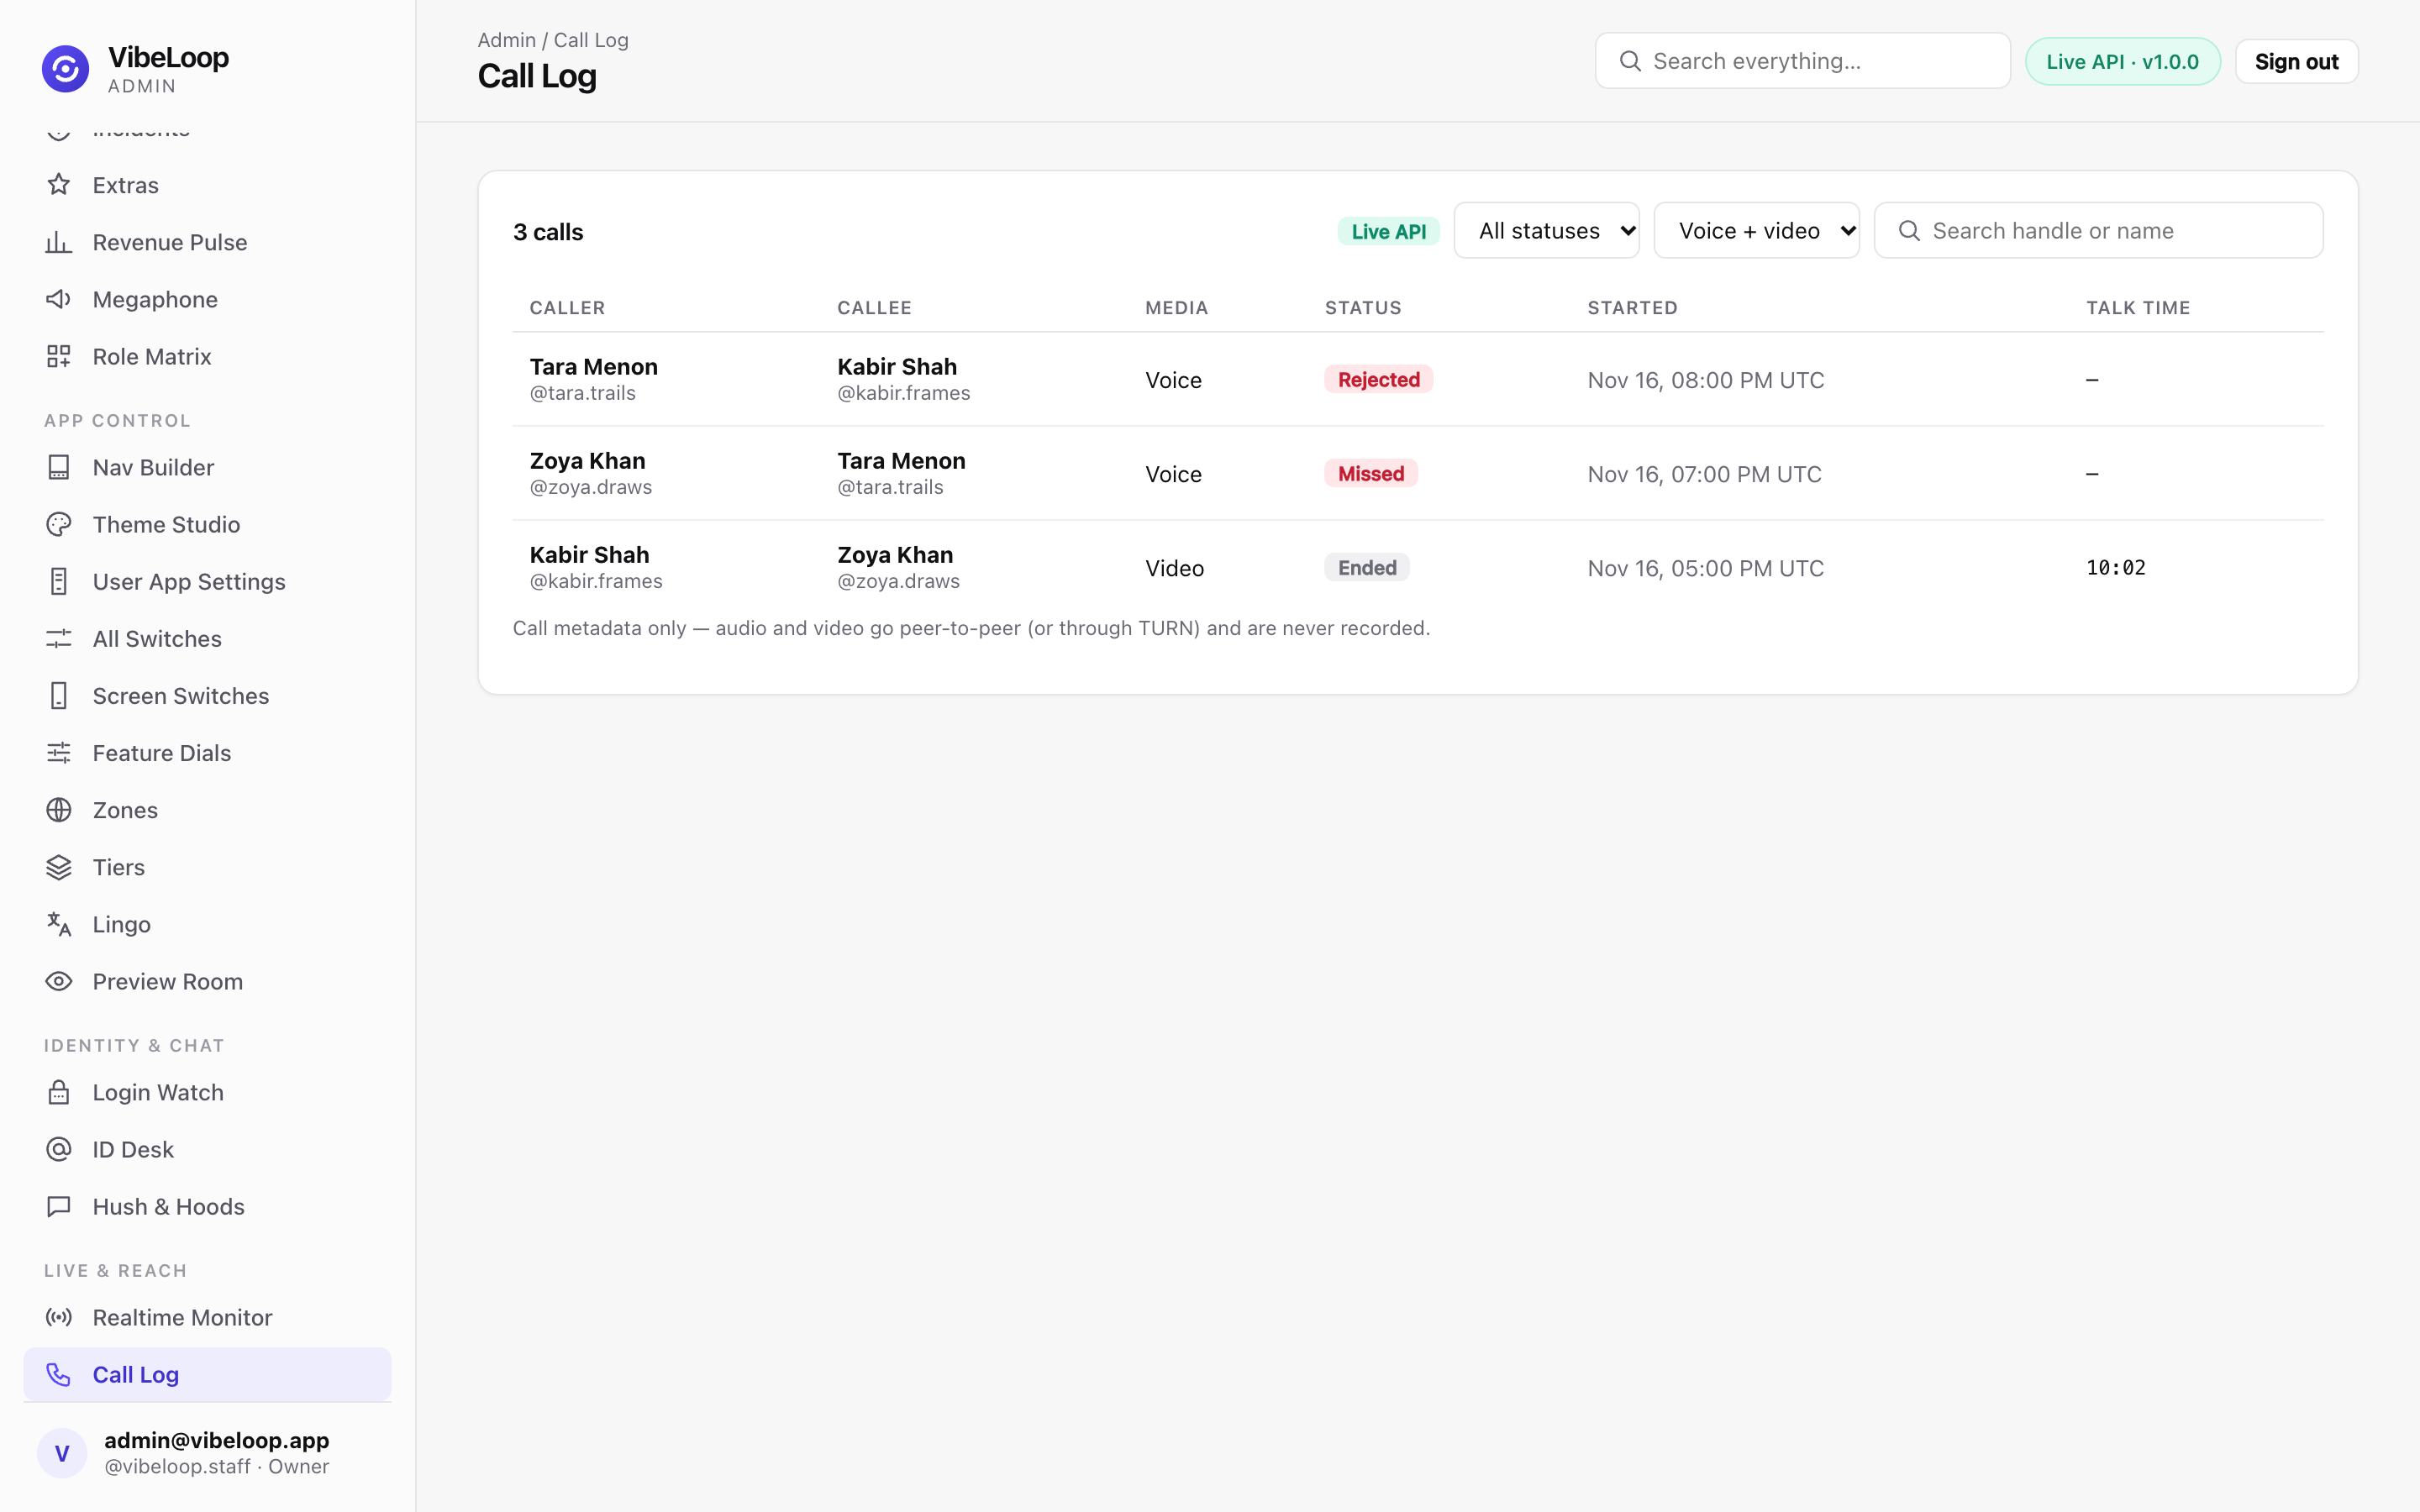 VibeLoop
ADMIN
Incidents
Extras
Revenue Pulse
Megaphone
Role Matrix
APP CONTROL
Nav Builder
Theme Studio
User App Settings
All Switches
Screen Switches
Feature Dials
Zones
Tiers
Lingo
Preview Room
IDENTITY & CHAT
Login Watch
ID Desk
Hush & Hoods
LIVE & REACH
Realtime Monitor
Call Log
V
admin@vibeloop.app
@vibeloop.staff · Owner
Admin / Call Log
Call Log
Search everything...
Live API · v1.0.0
Sign out
3 calls
Live API
All statuses
Voice + video
Search handle or name
CALLER CALLEE MEDIA STATUS STARTED TALK TIME
Tara Menon Kabir Shah
@tara.trails @kabir.frames
Voice Rejected Nov 16, 08:00 PM UTC –
Zoya Khan Tara Menon
@zoya.draws @tara.trails
Voice Missed Nov 16, 07:00 PM UTC –
Kabir Shah Zoya Khan
@kabir.frames @zoya.draws
Video Ended Nov 16, 05:00 PM UTC 10:02
Call metadata only — audio and video go peer-to-peer (or through TURN) and are never recorded.